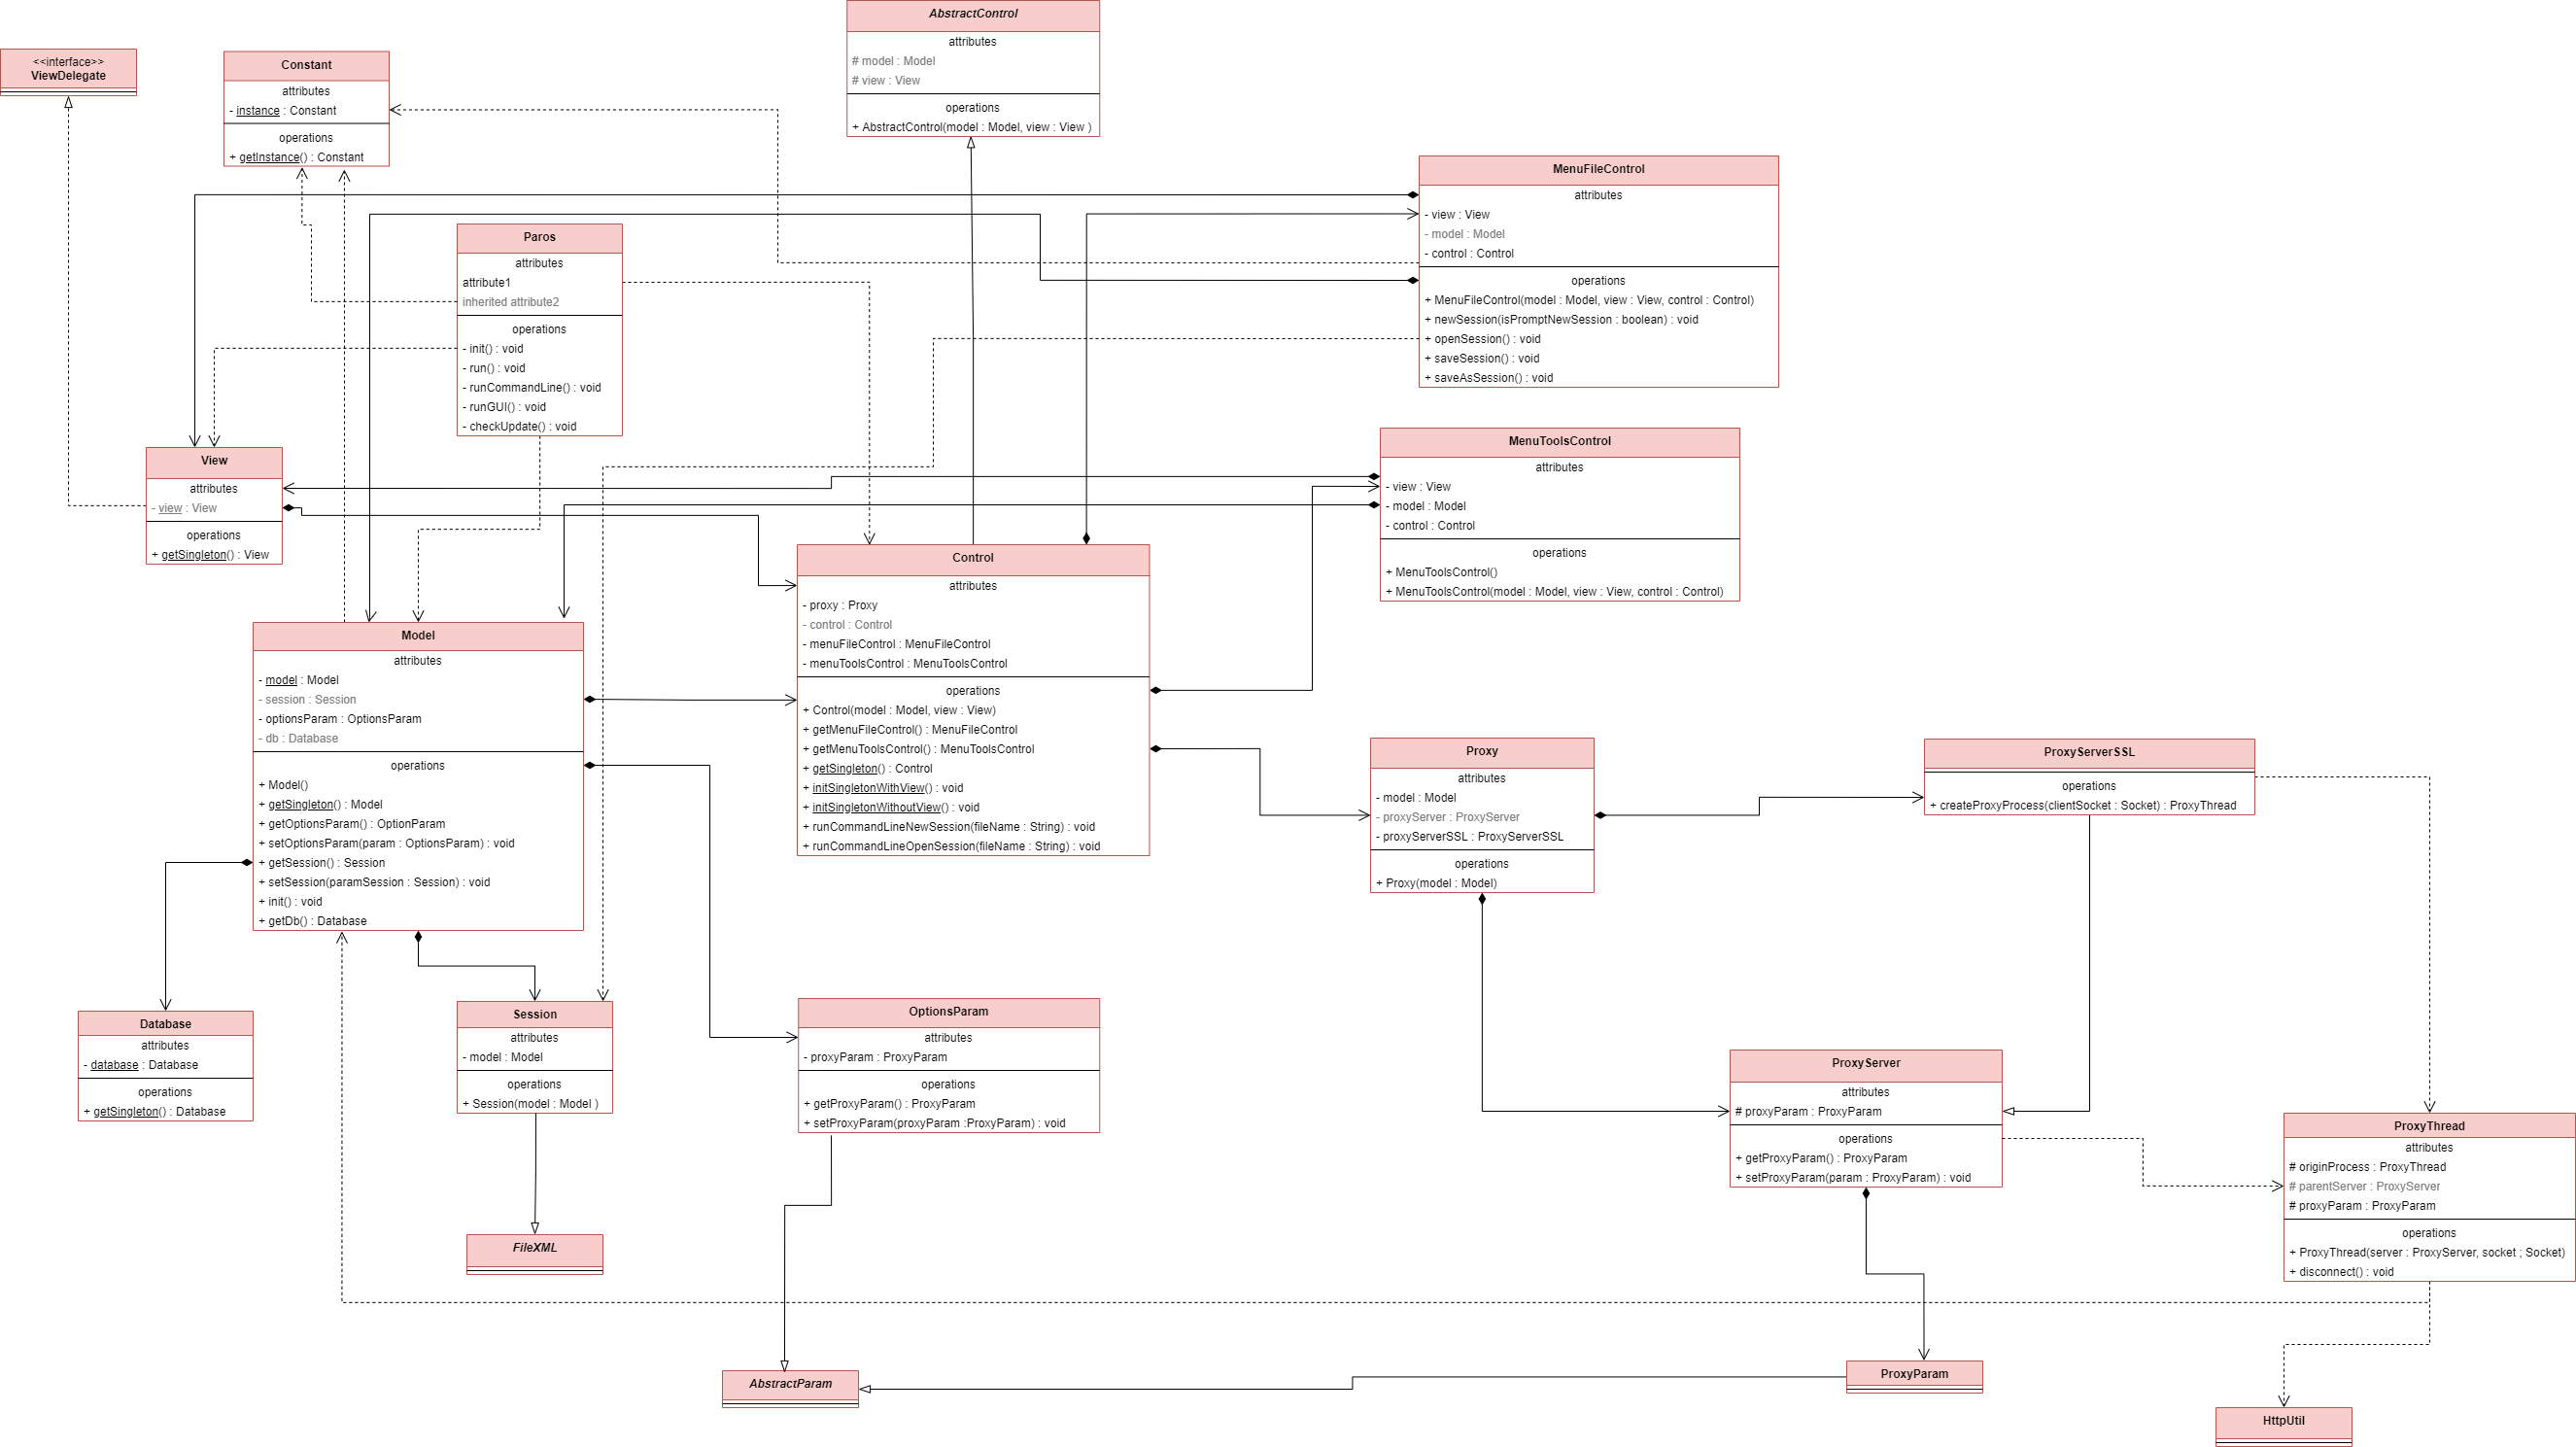 AbstractControl
attributes
# model : Model
# view : View
operations
+ AbstractControl(model : Model, view : View )
<<interface>>
ViewDelegate
Constant
attributes
- instance : Constant
operations
+ getInstance() : Constant
MenuFileControl
attributes
- view : View
- model : Model
- control : Control
operations
+ MenuFileControl(model : Model, view : View, control : Control)
+ newSession(isPromptNewSession : boolean) : void
+ openSession() : void
+ saveSession() : void
+ saveAsSession() : void
Paros
attributes
attribute1
inherited attribute2
operations
- init() : void
- run() : void
- runCommandLine() : void
- runGUI() : void
- checkUpdate() : void
View
attributes
- view : View
operations
+ getSingleton() : View
MenuToolsControl
attributes
- view : View
- model : Model
- control : Control
operations
+ MenuToolsControl()
+ MenuToolsControl(model : Model, view : View, control : Control)
Control
attributes
- proxy : Proxy
- control : Control
- menuFileControl : MenuFileControl
- menuToolsControl : MenuToolsControl
operations
+ Control(model : Model, view : View)
+ getMenuFileControl() : MenuFileControl
+ getMenuToolsControl() : MenuToolsControl
+ getSingleton() : Control
+ initSingletonWithView() : void
+ initSingletonWithoutView() : void
+ runCommandLineNewSession(fileName : String) : void
+ runCommandLineOpenSession(fileName : String) : void
Model
attributes
- model : Model
- session : Session
- optionsParam : OptionsParam
- db : Database
operations
+ Model()
+ getSingleton() : Model
+ getOptionsParam() : OptionParam
+ setOptionsParam(param : OptionsParam) : void
+ getSession() : Session
+ setSession(paramSession : Session) : void
+ init() : void
+ getDb() : Database
Proxy
attributes
- model : Model
- proxyServer : ProxyServer
- proxyServerSSL : ProxyServerSSL
operations
+ Proxy(model : Model)
ProxyServerSSL
operations
+ createProxyProcess(clientSocket : Socket) : ProxyThread
Database
attributes
- database : Database
operations
+ getSingleton() : Database
Session
attributes
- model : Model
operations
+ Session(model : Model )
OptionsParam
attributes
- proxyParam : ProxyParam
operations
+ getProxyParam() : ProxyParam
+ setProxyParam(proxyParam :ProxyParam) : void
ProxyServer
attributes
# proxyParam : ProxyParam
operations
+ getProxyParam() : ProxyParam
+ setProxyParam(param : ProxyParam) : void
ProxyThread
attributes
# originProcess : ProxyThread
# parentServer : ProxyServer
# proxyParam : ProxyParam
operations
+ ProxyThread(server : ProxyServer, socket ; Socket)
+ disconnect() : void
FileXML
AbstractParam
ProxyParam
HttpUtil